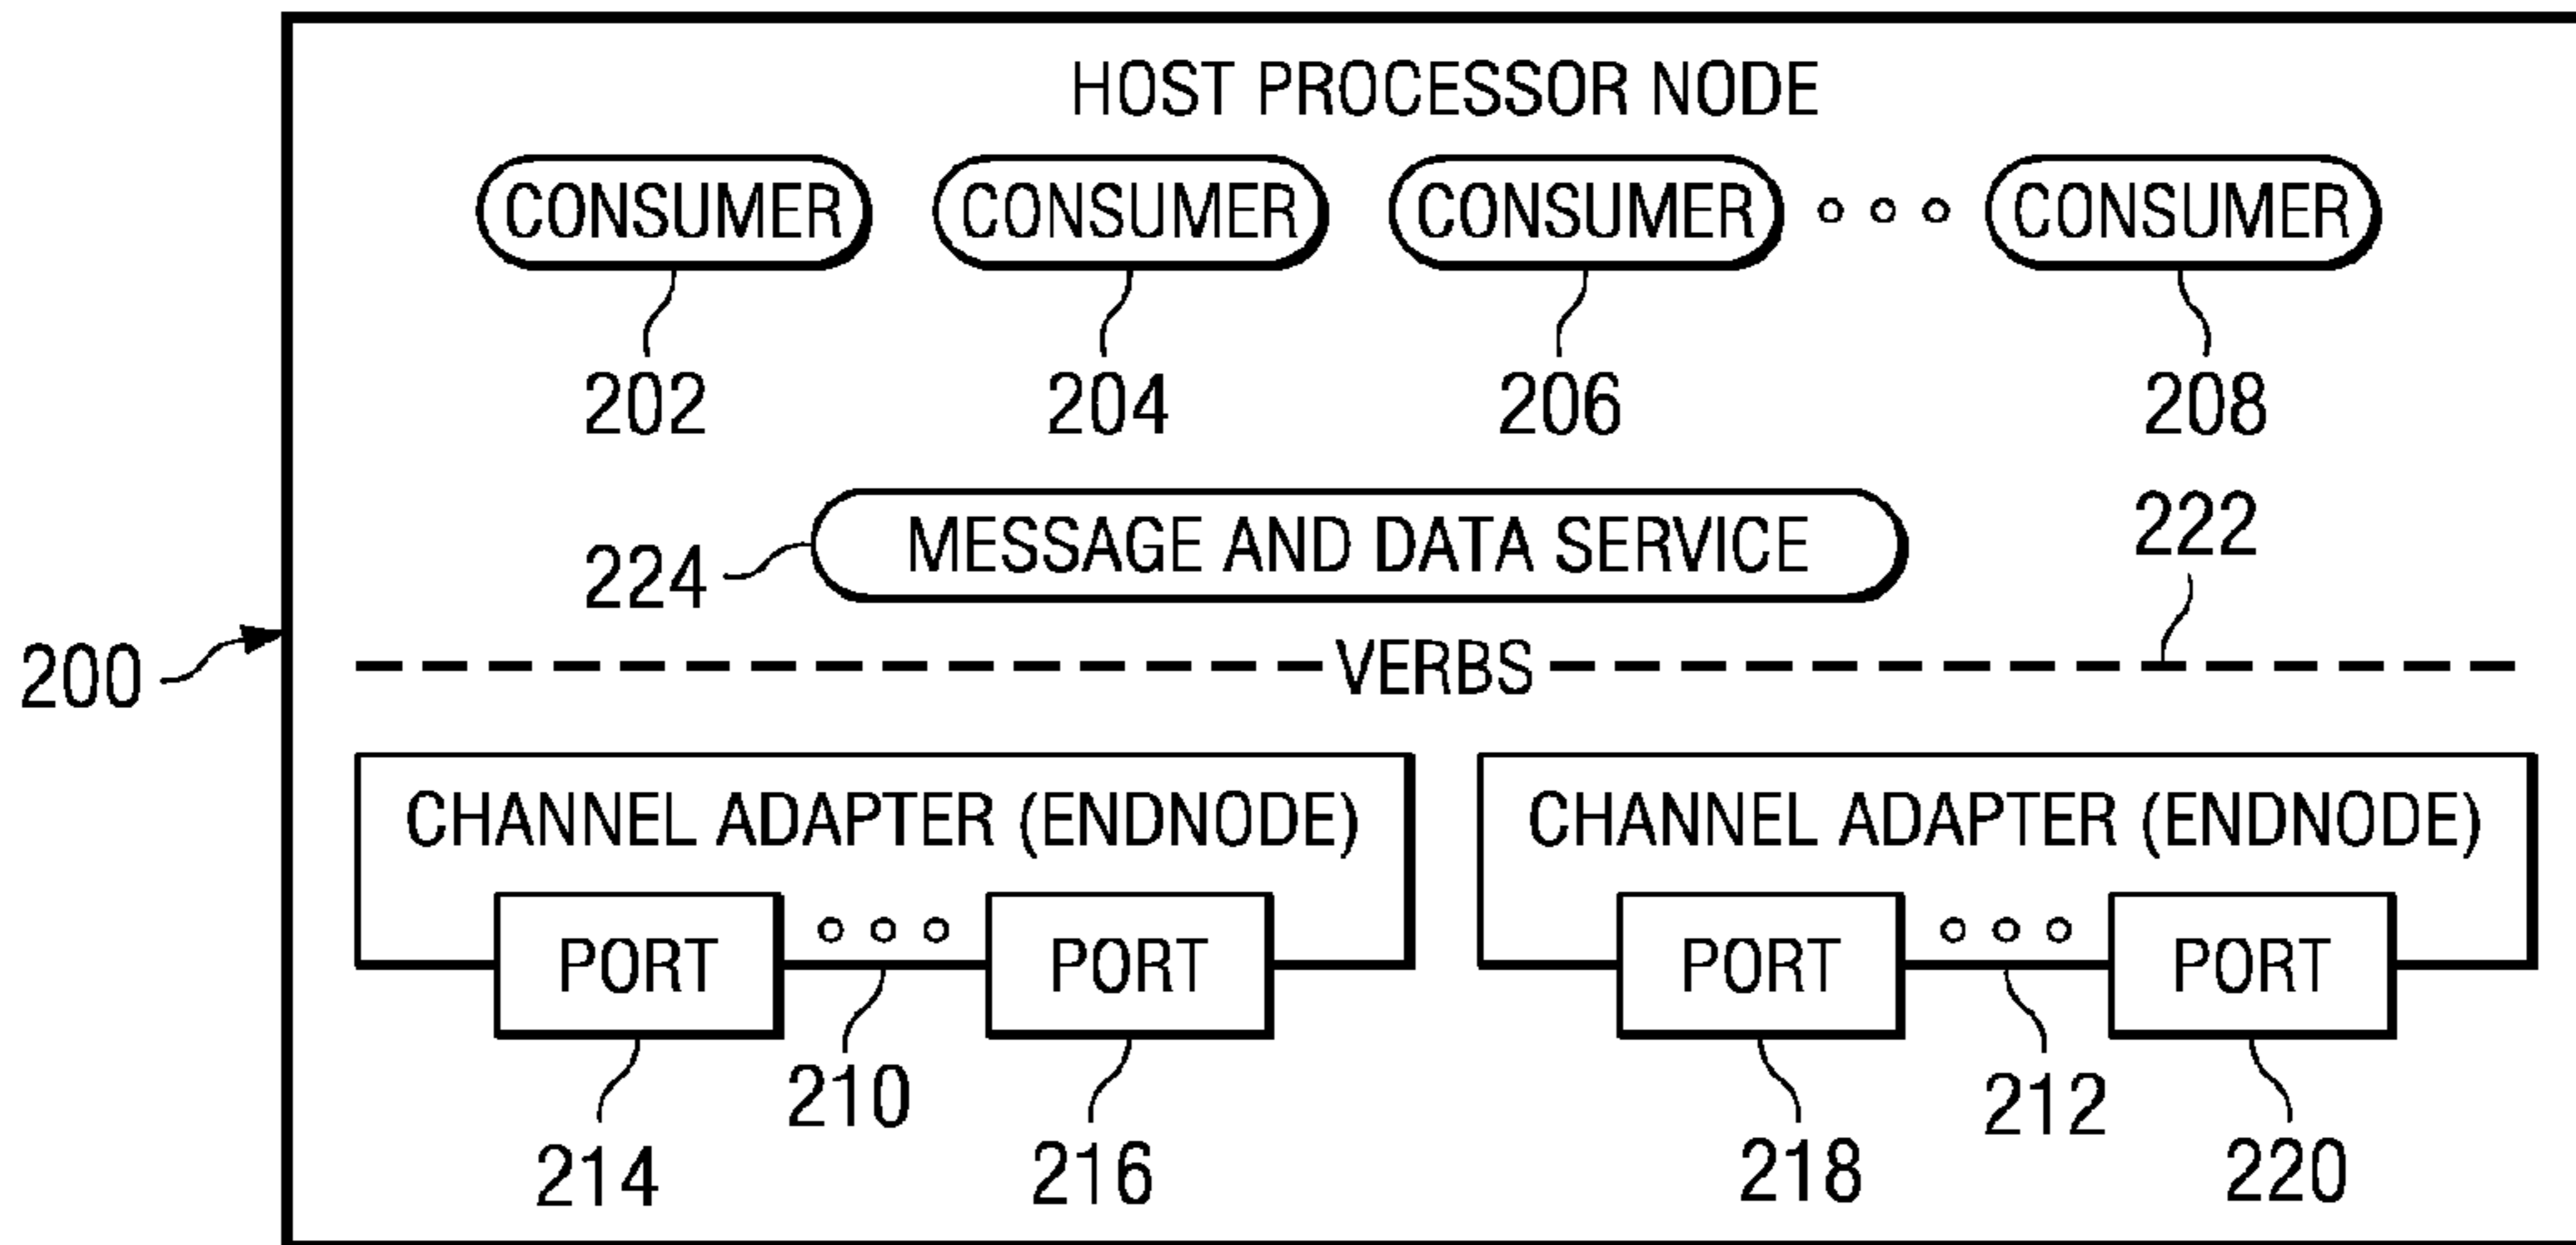 HOST PROCESSOR NODE
CONSUMER CONSUMER CONSUMER CONSUMER
202 204 206 208
222
MESSAGE AND DATA SERVICE
224
VERBS
200
CHANNEL ADAPTER (ENDNODE) CHANNEL ADAPTER (ENDNODE)
PORT PORT PORT PORT
210 212
214 216 218 220